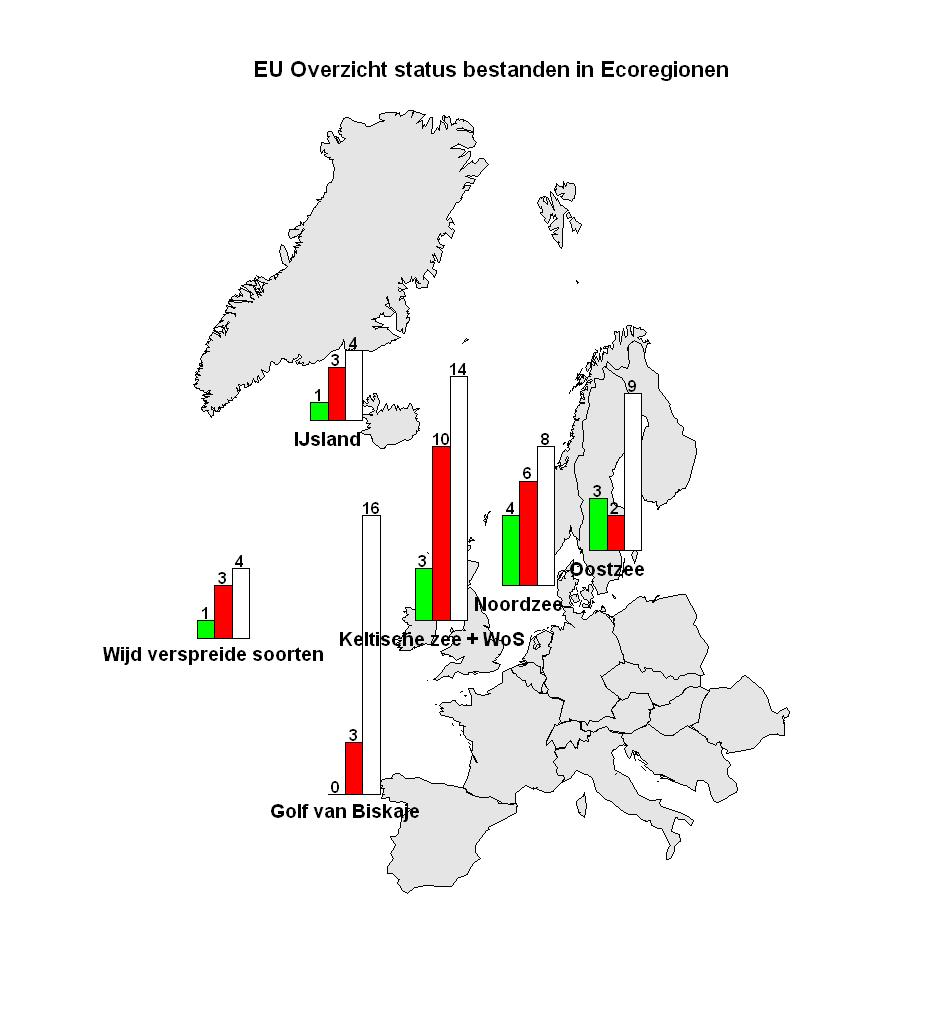 EU Overzicht status bestanden in Ecoregionen
1
3
4
IJsland
3
10
14
Keltische zee + WoS
4
6
8
Noordzee
3
2
9
Oostzee
1
3
4
Wijd verspreide soorten
0
3
16
Golf van Biskaje